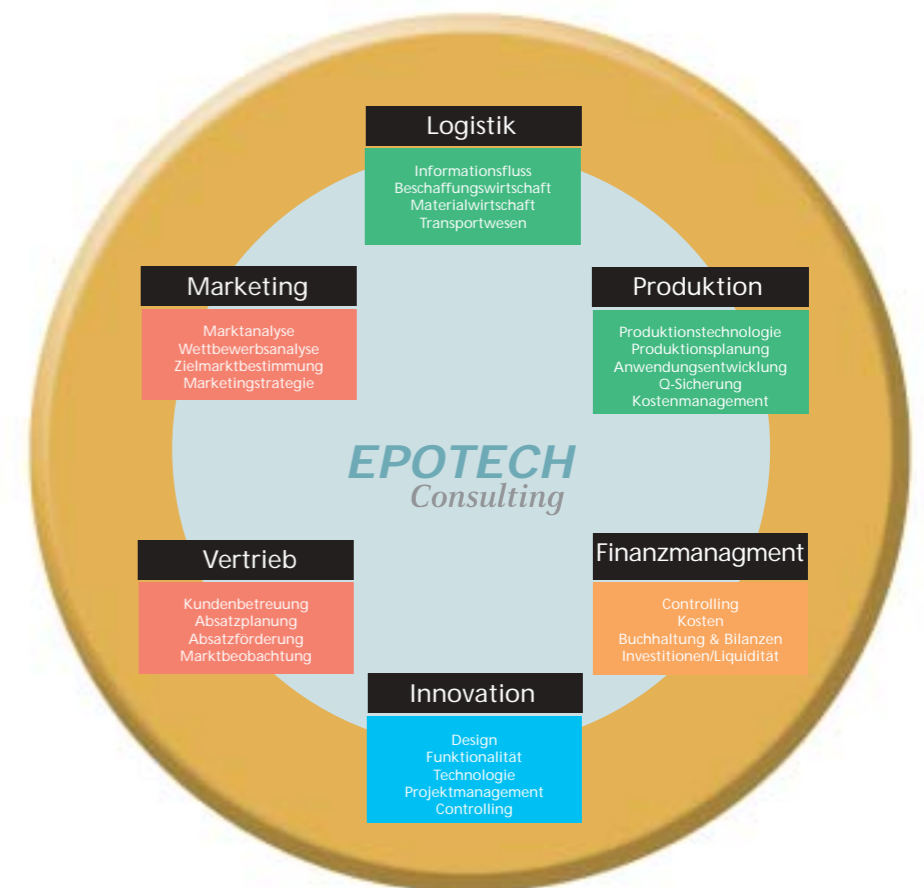 Logistik
Informationsfluss
Beschaffungswirtschaft
Materialwirtschaft
Transportwesen
Marketing
Marktanalyse
Wettbewerbsanalyse
Zielmarktbestimmung
Marketingstrategie
Produktion
Produktionstechnologie
Produktionsplanung
Anwendungsentwicklung
Q-Sicherung
Kostenmanagement
EPOTECH
Consulting
Vertrieb
Kundenbetreuung
Absatzplanung
Absatzförderung
Marktbeobachtung
Finanzmanagment
Controlling
Kosten
Buchhaltung & Bilanzen
Investitionen/Liquidität
Innovation
Design
Funktionalität
Technologie
Projektmanagement
Controlling